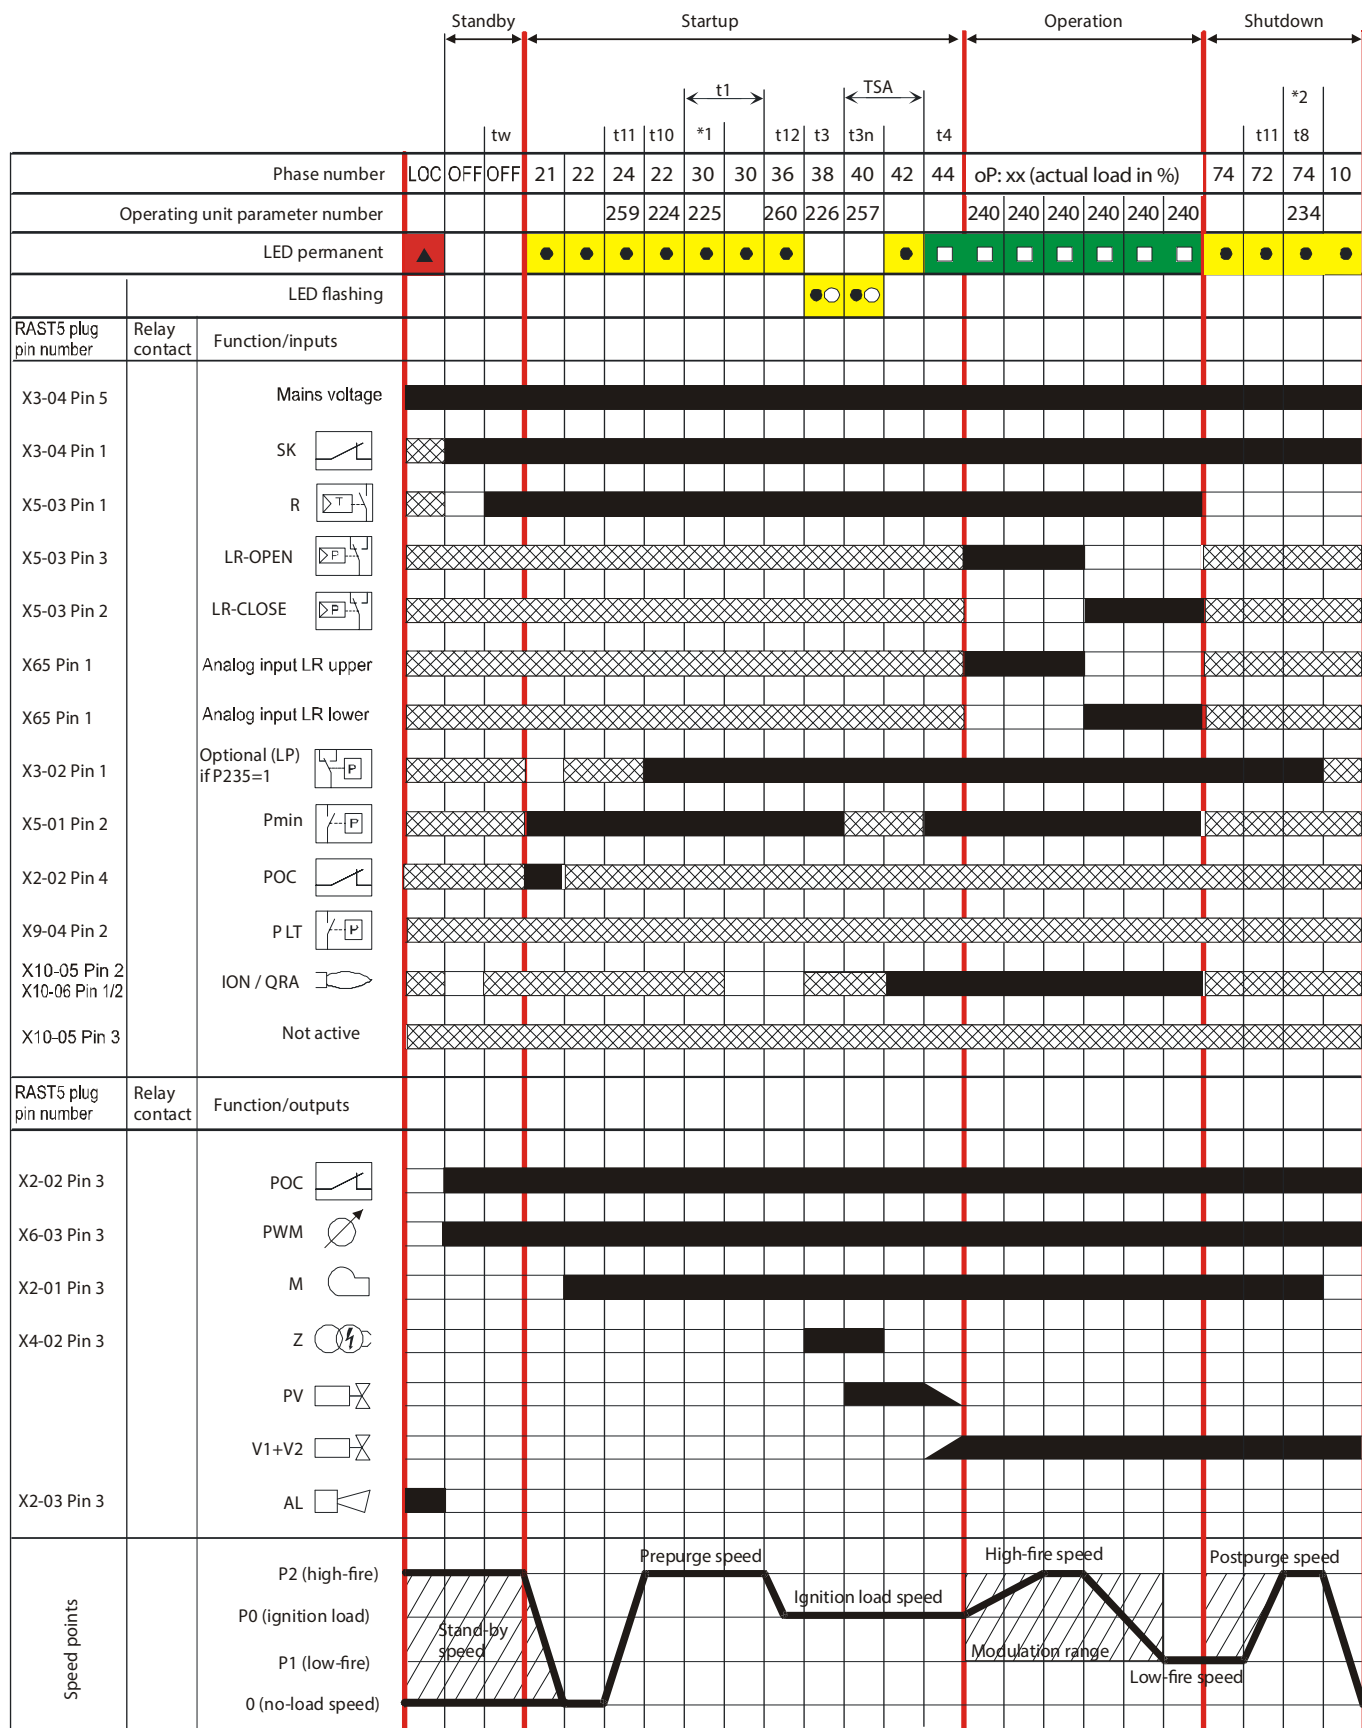 Standby Startup Operation Shutdown
t1 TSA *2
tw t11 t10 *1 t12 t3 t3n t4 t11 t8
Phase number LOC OFF OFF 21 22 24 22 30 30 36 38 40 42 44 oP: xx (actual load in %) 74 72 74 10
Operating unit parameter number 259 224 225 260 226 257 240 240 240 240 240 240 234
LED permanent
LED flashing
RAST5 plug pin number Relay contact Function/inputs
X3-04 Pin 5 Mains voltage
X3-04 Pin 1 SK
X5-03 Pin 1 R T
X5-03 Pin 3 LR-OPEN P
X5-03 Pin 2 LR-CLOSE P
X65 Pin 1 Analog input LR upper
X65 Pin 1 Analog input LR lower
X3-02 Pin 1 Optional (LP) if P235=1 P
X5-01 Pin 2 Pmin P
X2-02 Pin 4 POC
X9-04 Pin 2 P LT P
X10-05 Pin 2
X10-06 Pin 1/2 ION / QRA
X10-05 Pin 3 Not active
RAST5 plug pin number Relay contact Function/outputs
X2-02 Pin 3 POC
X6-03 Pin 3 PWM
X2-01 Pin 3 M
X4-02 Pin 3 Z
PV
V1+V2
X2-03 Pin 3 AL
Speed points
P2 (high-fire) Prepurge speed High-fire speed Postpurge speed
P0 (ignition load) Ignition load speed
Stand-by speed
P1 (low-fire) Modulation range
Low-fire speed
0 (no-load speed)